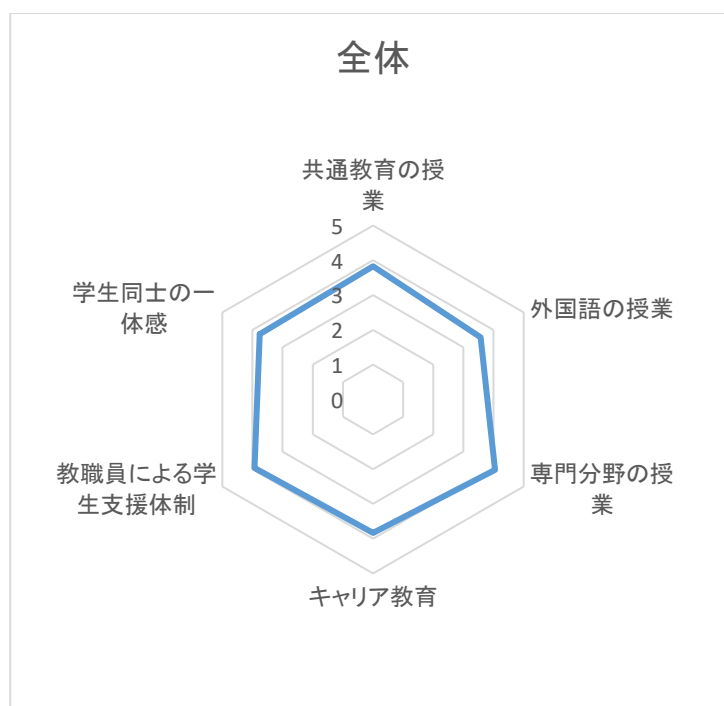 全体
共通教育の授
業
5
4
3
2
1
0
外国語の授業
専門分野の授
業
キャリア教育
教職員による学
生支援体制
学生同士の一
体感